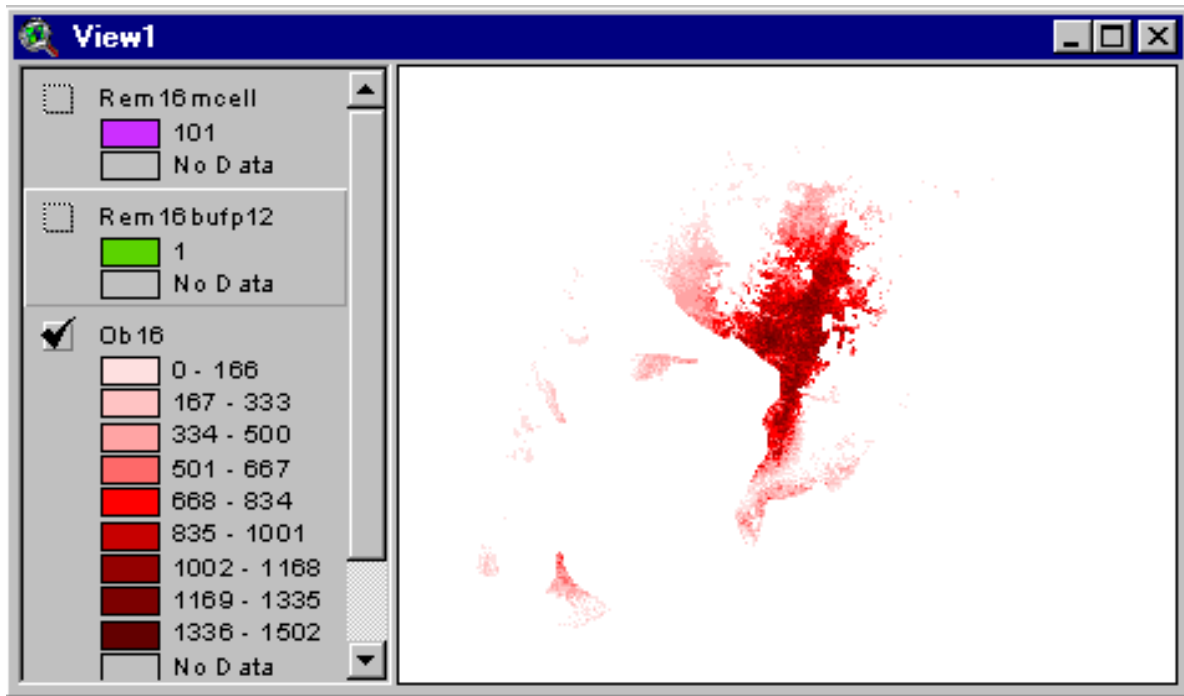 View1
Rem16mcell
101
No Data
Rem16bufp12
1
No Data
Ob16
0 - 166
167 - 333
334 - 500
501 - 667
668 - 834
835 - 1001
1002 - 1168
1169 - 1335
1336 - 1502
No Data